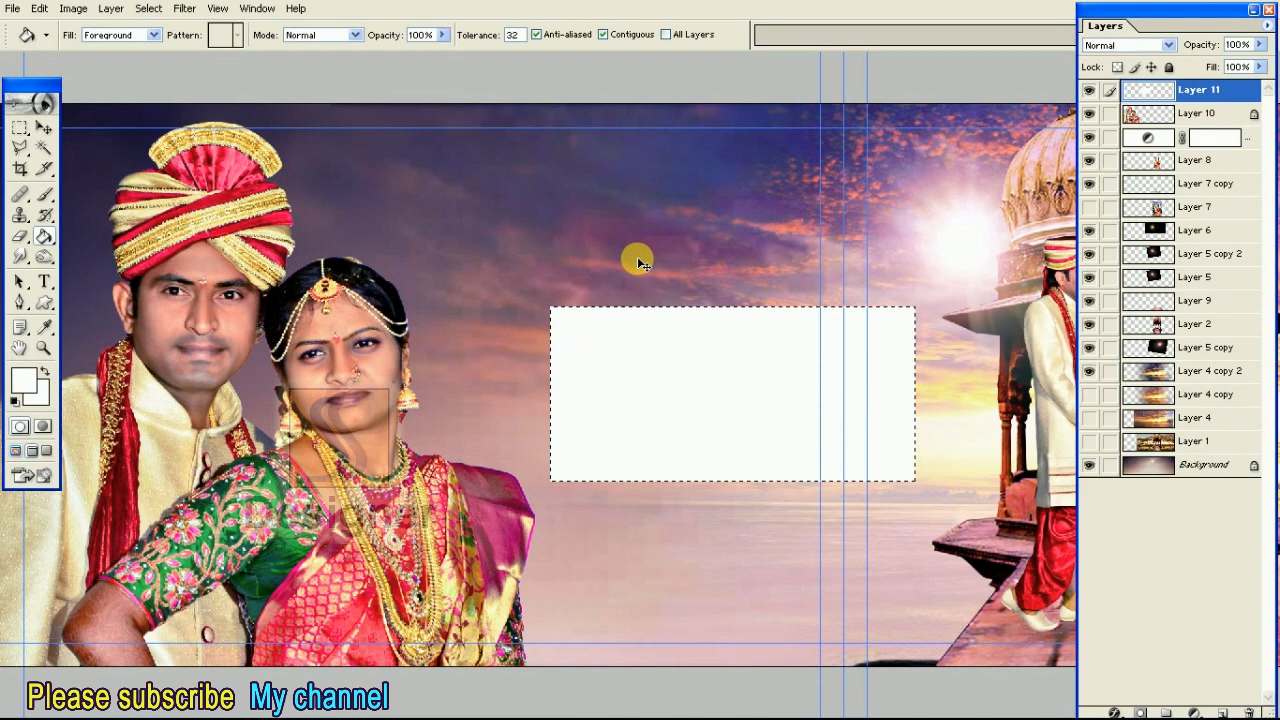 File Edit Image Layer Select Filter View Window Help
Fill: Foreground Pattern: Mode: Normal Opacity: 100% Tolerance: 32 Anti-aliased Contiguous All Layers
Layers
Normal Opacity: 100%
Lock: Fill: 100%
Layer 11
Layer 10
...
Layer 8
Layer 7 copy
Layer 7
Layer 6
Layer 5 copy 2
Layer 5
Layer 9
Layer 2
Layer 5 copy
Layer 4 copy 2
Layer 4 copy
Layer 4
Layer 1
Background
S
Please subscribe My channel